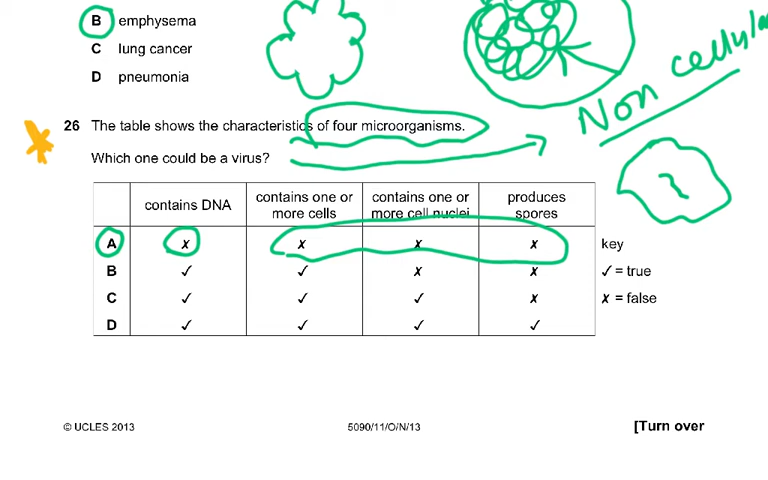 B emphysema
C lung cancer
D pneumonia
Non cellular
26 The table shows the characteristics of four microorganisms.
Which one could be a virus?
contains DNA contains one or more cells contains one or more cell nuclei produces spores
A ✗ ✗ ✗ ✗ key
B ✓ ✓ ✗ ✗ ✓ = true
C ✓ ✓ ✓ ✗ ✗ = false
D ✓ ✓ ✓ ✓
© UCLES 2013 5090/11/O/N/13 [Turn over